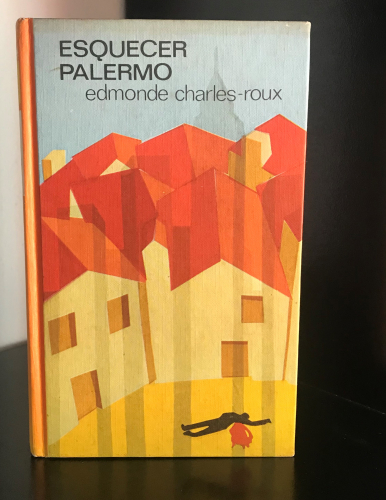 ESQUECER
PALERMO
edmonde charles-roux